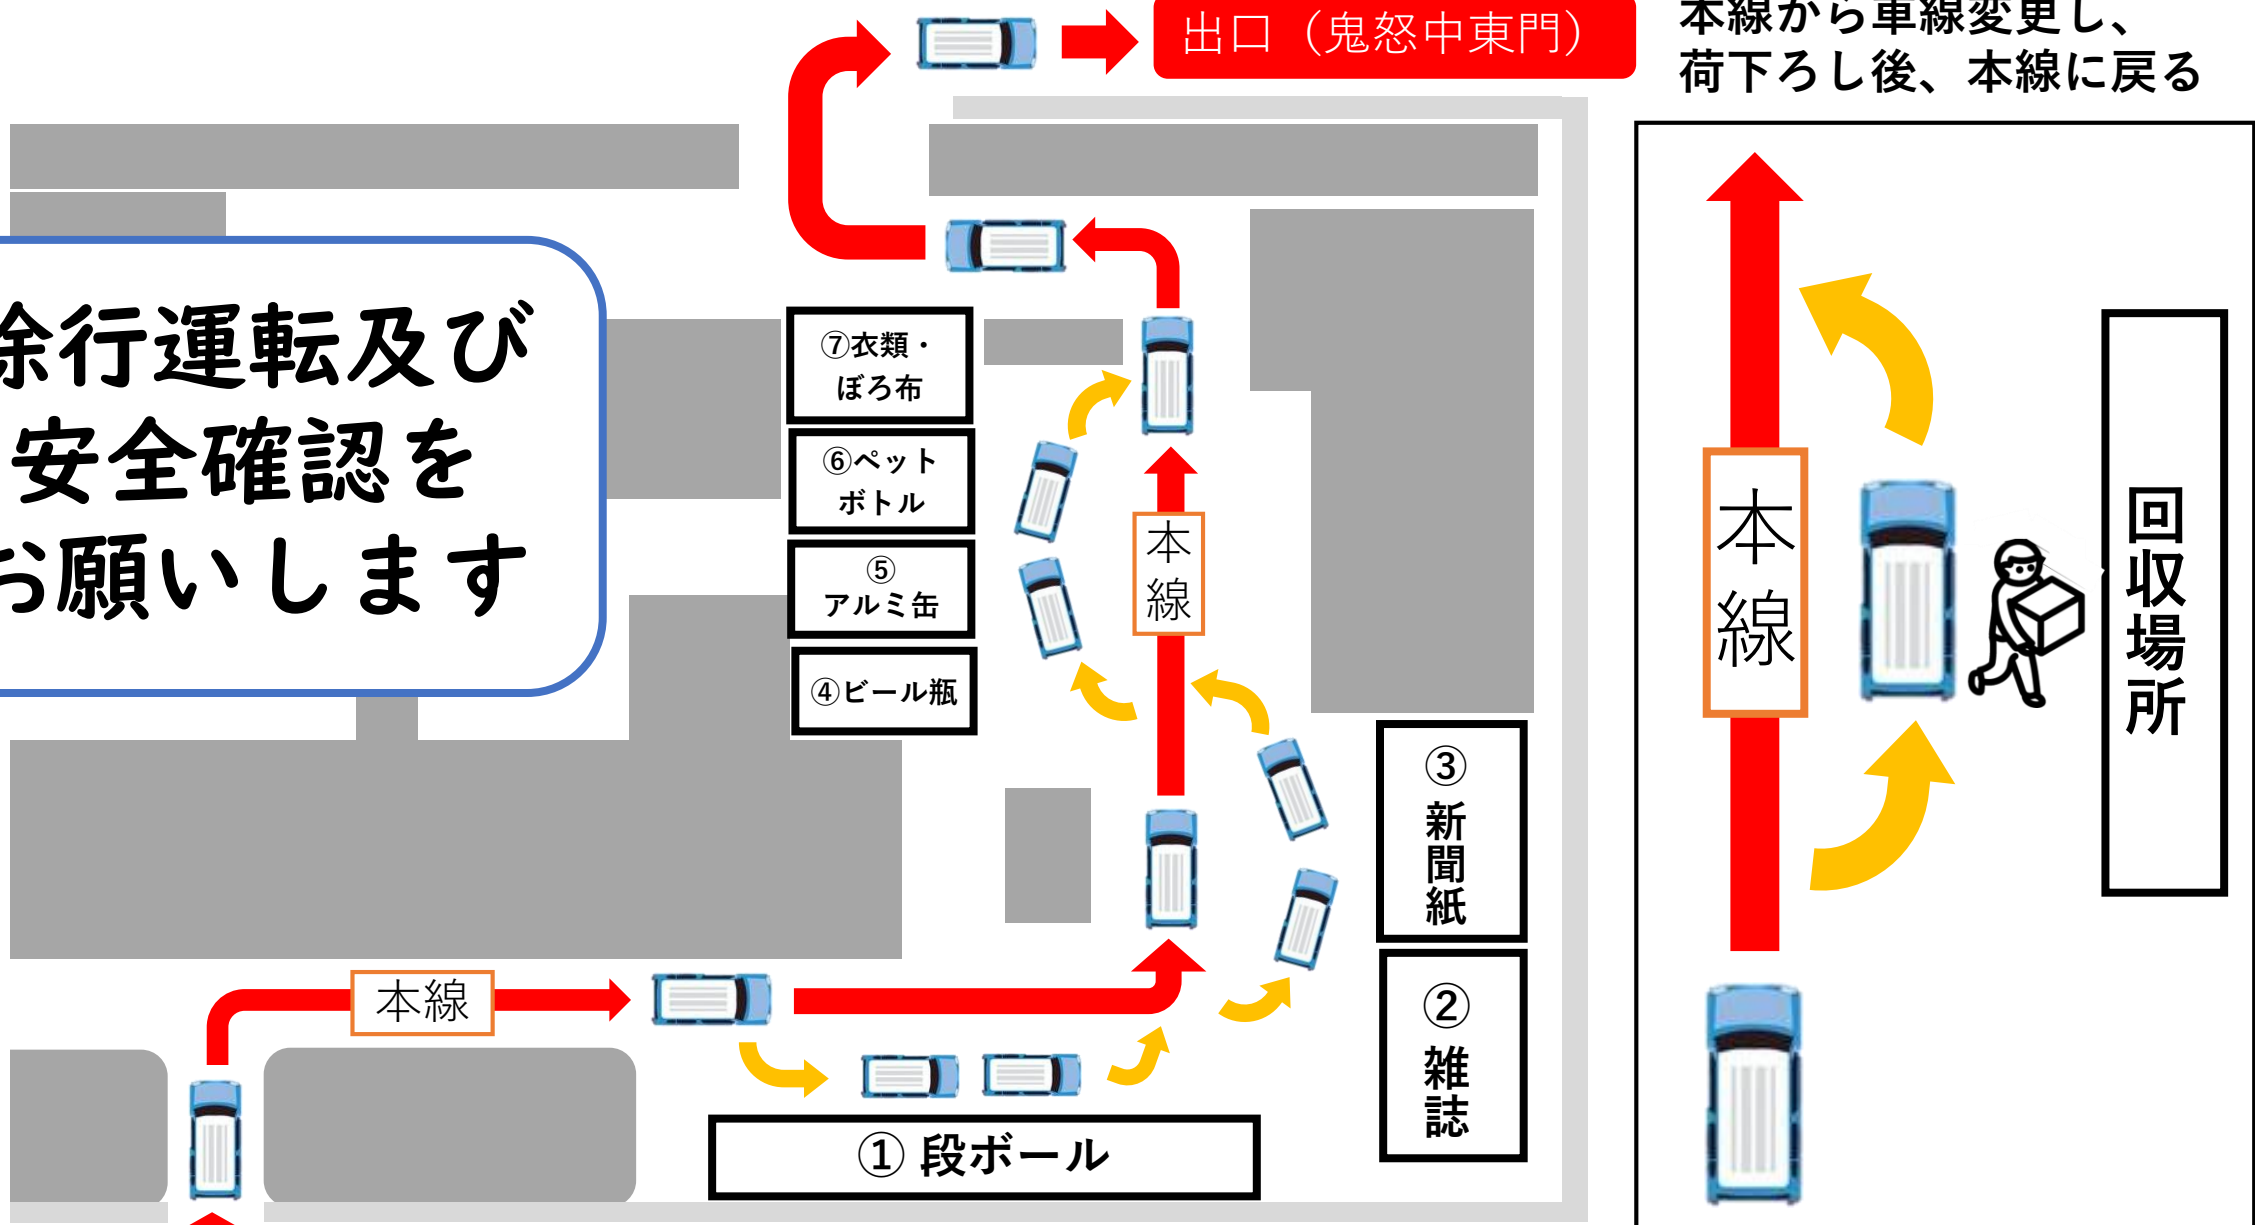 出口（鬼怒中東門）
本線から車線変更し、
荷下ろし後、本線に戻る
徐行運転及び
安全確認を
お願いします
⑦衣類・
ぼろ布
⑥ペット
ボトル
⑤
アルミ缶
④ビール瓶
本線
③新聞紙
②雑誌
本線
①段ボール
本線
回収場所